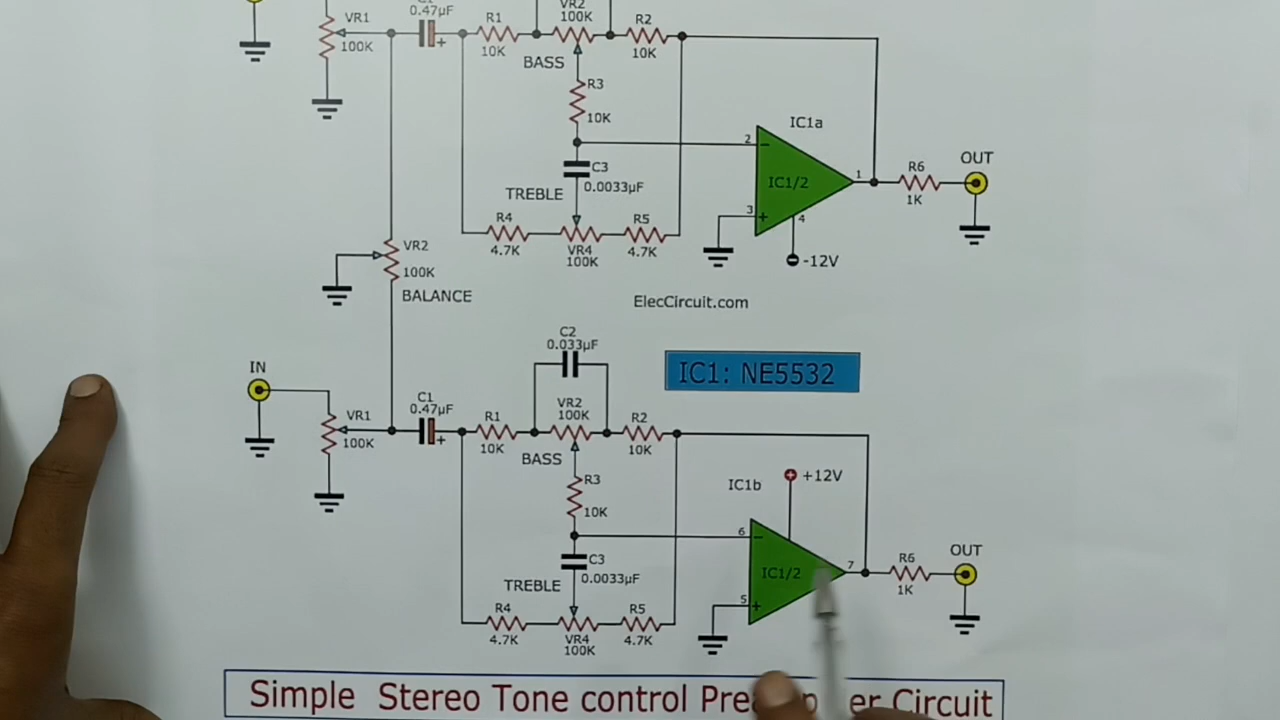 VR1
100K
0.47µF
+
R1
10K
VR2
100K
R2
10K
BASS
R3
10K
C3
0.0033µF
TREBLE
R4
4.7K
VR4
100K
R5
4.7K
IC1a
2
−
IC1/2
3
+
4
1
-12V
R6
1K
OUT
VR2
100K
BALANCE
ElecCircuit.com
IC1: NE5532
IN
VR1
100K
C1
0.47µF
+
R1
10K
C2
0.033µF
VR2
100K
R2
10K
BASS
R3
10K
C3
0.0033µF
TREBLE
R4
4.7K
VR4
100K
R5
4.7K
IC1b
+12V
6
−
IC1/2
5
+
7
R6
1K
OUT
Simple Stereo Tone control Circuit